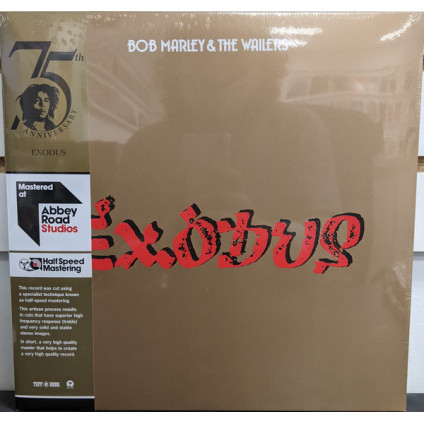 BOB MARLEY & THE WAILERS
75th
ANNIVERSARY
EXODUS
Mastered
at
Abbey
Road
Studios
Exodus
Half Speed
Mastering
This record was cut using
a specialist technique known
as half-speed mastering.
This artisan process results
in cuts that have superior high
frequency response (treble)
and very solid and stable
stereo images.
In short, a very high quality
master that helps to create
a very high quality record.
TUFF GONG